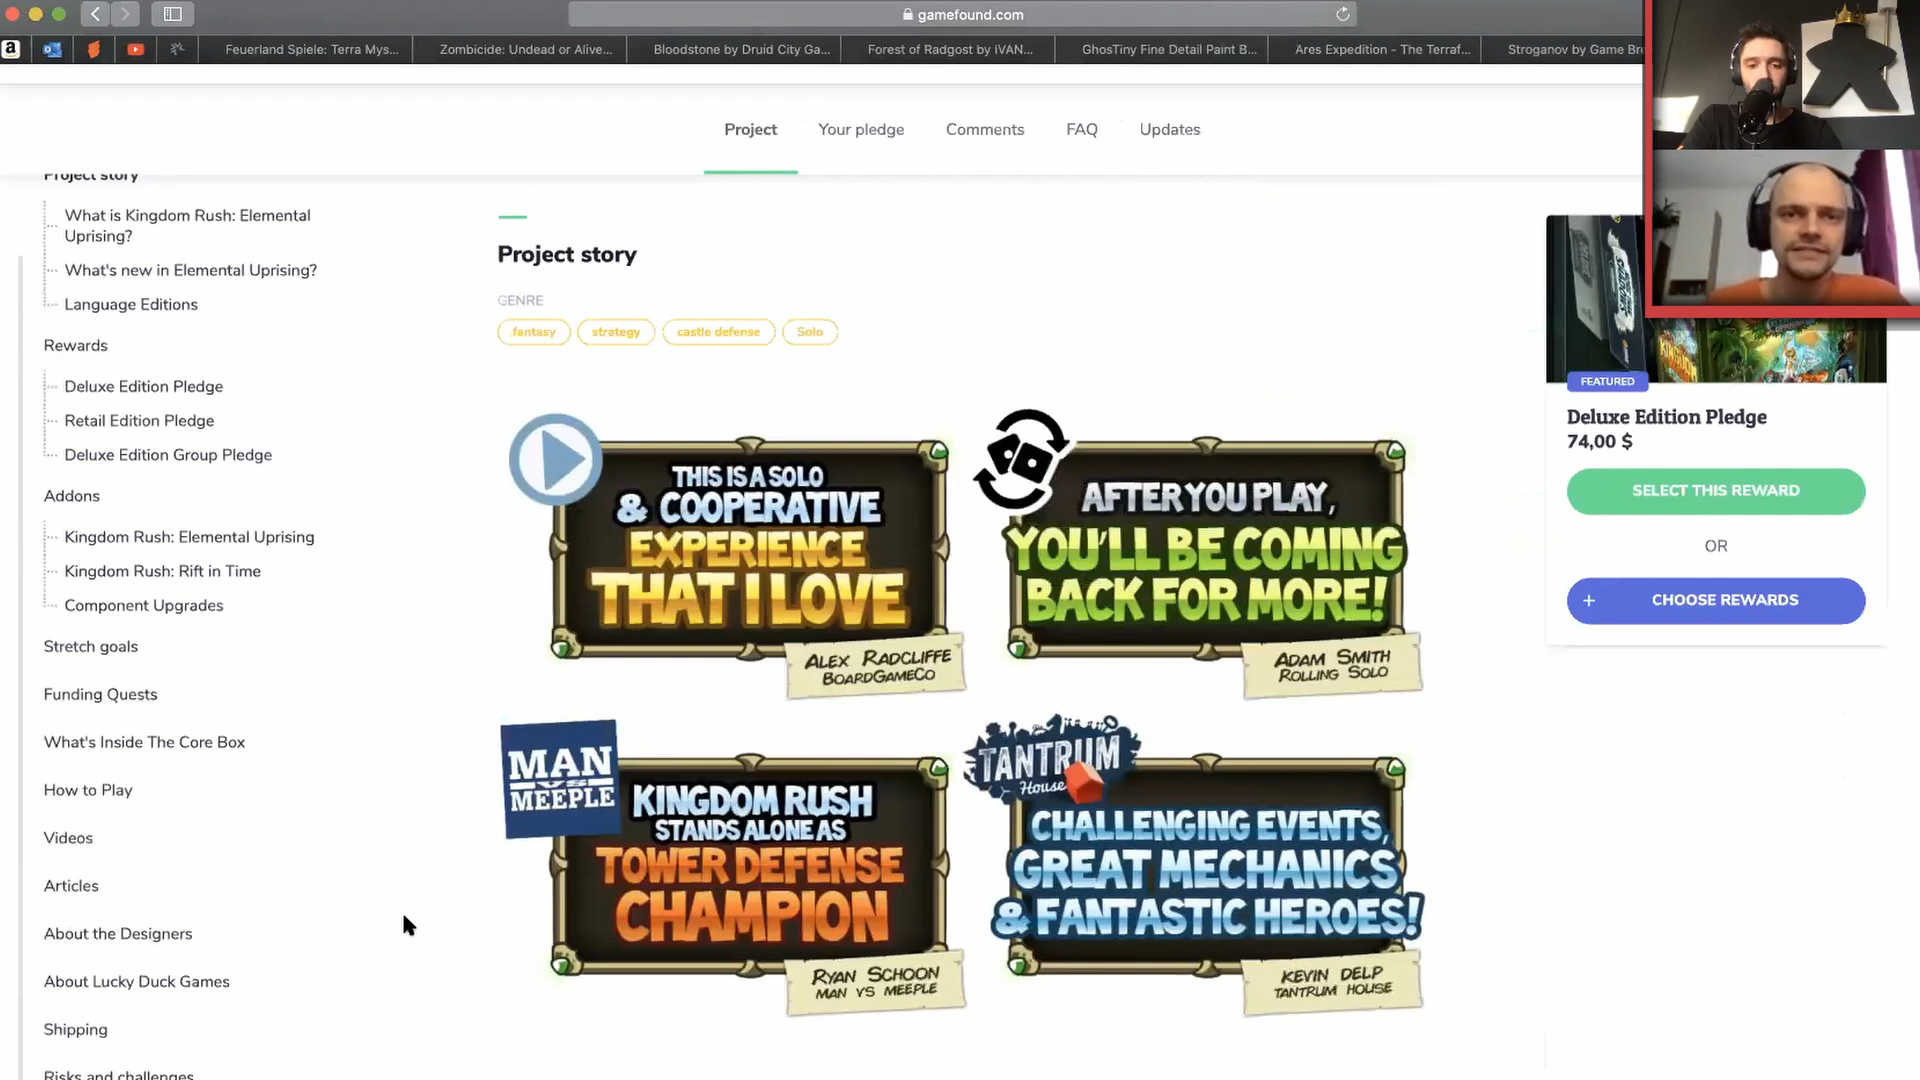 gamefound.com
a
Feuerland Spiele: Terra Mys...
Zombicide: Undead or Alive...
Bloodstone by Druid City Ga...
Forest of Radgost by iVAN...
GhosTiny Fine Detail Paint B...
Ares Expedition - The Terraf...
Stroganov by Game Bre
Project
Your pledge
Comments
FAQ
Updates
Project story
What is Kingdom Rush: Elemental
Uprising?
What's new in Elemental Uprising?
Language Editions
Rewards
Deluxe Edition Pledge
Retail Edition Pledge
Deluxe Edition Group Pledge
Addons
Kingdom Rush: Elemental Uprising
Kingdom Rush: Rift in Time
Component Upgrades
Stretch goals
Funding Quests
What's Inside The Core Box
How to Play
Videos
Articles
About the Designers
About Lucky Duck Games
Shipping
Risks and challenges
Project story
GENRE
fantasy
strategy
castle defense
Solo
THIS IS A SOLO
& COOPERATIVE
EXPERIENCE
THAT I LOVE
ALEX RADCLIFFE
BOARDGAMECO
AFTER YOU PLAY,
YOU'LL BE COMING
BACK FOR MORE!
ADAM SMITH
ROLLING SOLO
MAN
VS
MEEPLE
KINGDOM RUSH
STANDS ALONE AS
TOWER DEFENSE
CHAMPION
RYAN SCHOON
MAN VS MEEPLE
TANTRUM
House
CHALLENGING EVENTS,
GREAT MECHANICS
& FANTASTIC HEROES!
KEVIN DELP
TANTRUM HOUSE
FEATURED
Deluxe Edition Pledge
74,00 $
SELECT THIS REWARD
OR
+ CHOOSE REWARDS